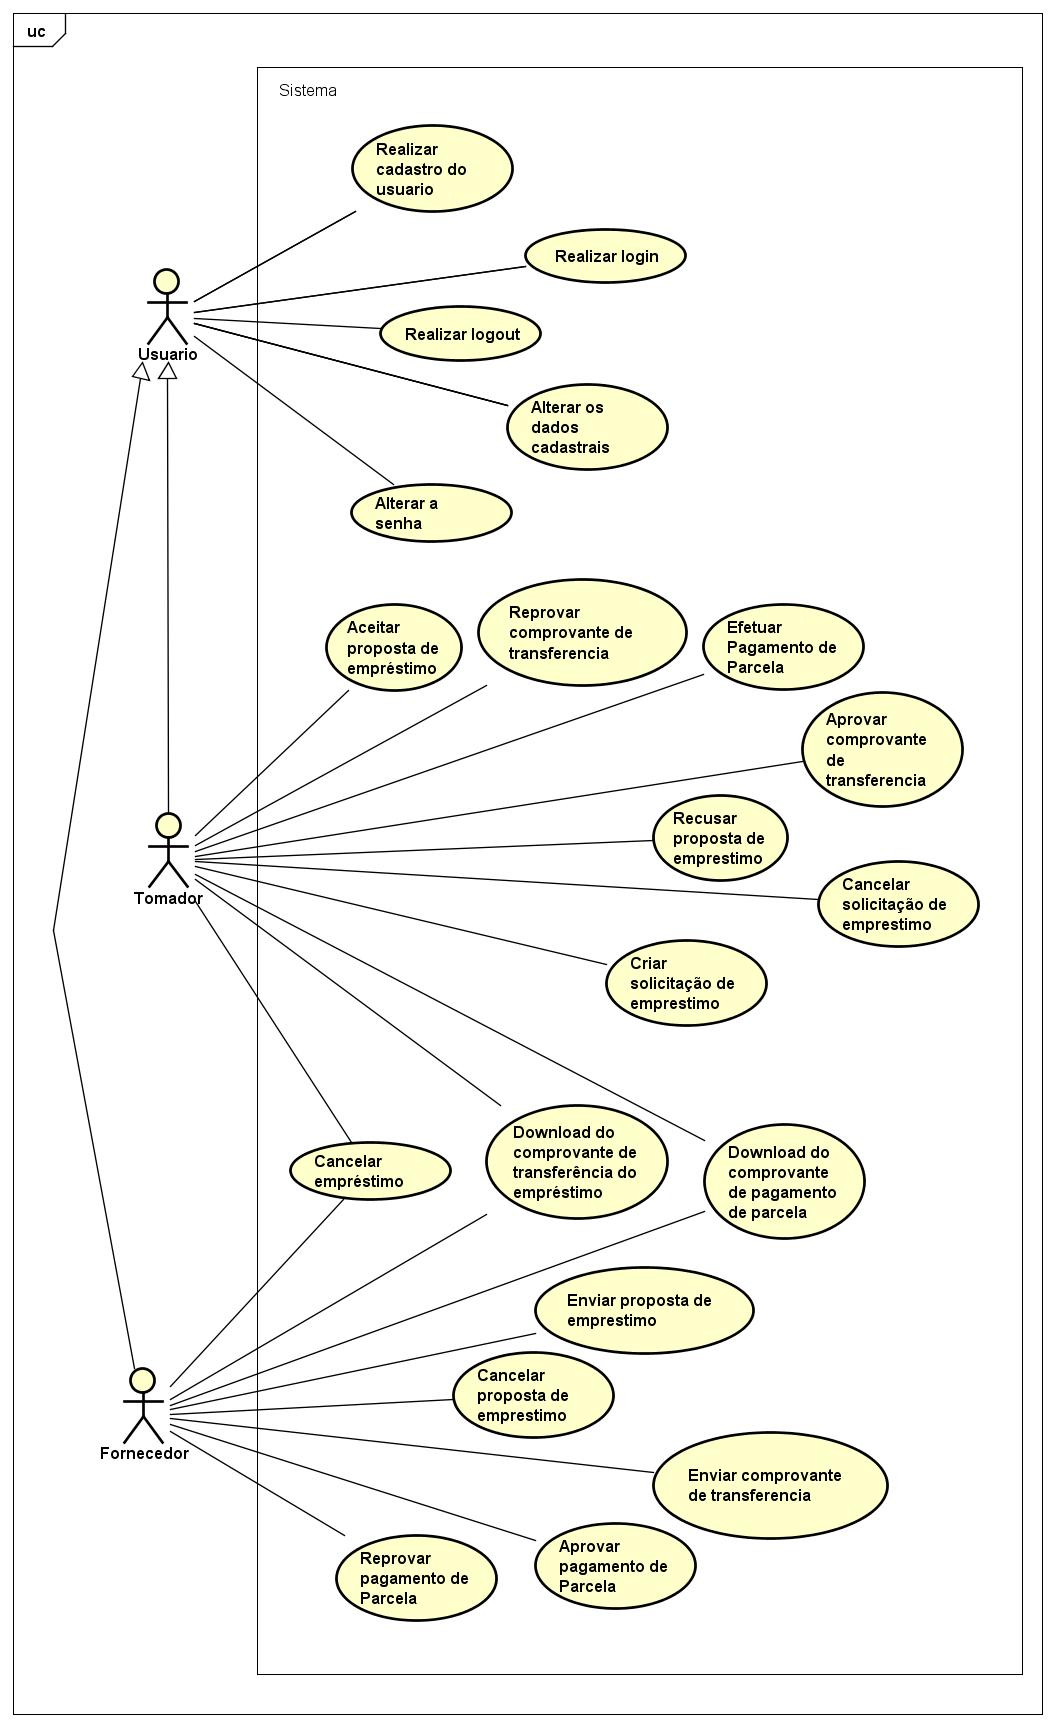 uc
Sistema
Realizar
cadastro do
usuario
Realizar login
Realizar logout
Usuario
Alterar os
dados
cadastrais
Alterar a
senha
Aceitar
proposta de
empréstimo
Reprovar
comprovante de
transferencia
Efetuar
Pagamento de
Parcela
Aprovar
comprovante
de
transferencia
Recusar
proposta de
emprestimo
Cancelar
solicitação de
emprestimo
Tomador
Criar
solicitação de
emprestimo
Cancelar
empréstimo
Download do
comprovante de
transferência do
empréstimo
Download do
comprovante
de pagamento
de parcela
Enviar proposta de
emprestimo
Cancelar
proposta de
emprestimo
Fornecedor
Enviar comprovante
de transferencia
Reprovar
pagamento de
Parcela
Aprovar
pagamento de
Parcela